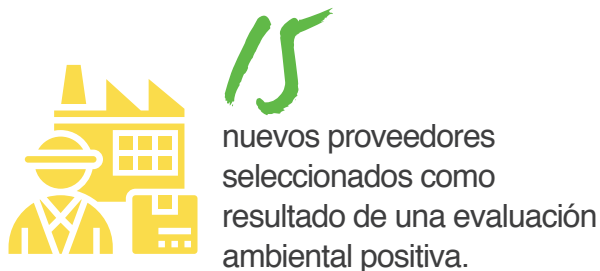 15
nuevos proveedores
seleccionados como
resultado de una evaluación
ambiental positiva.